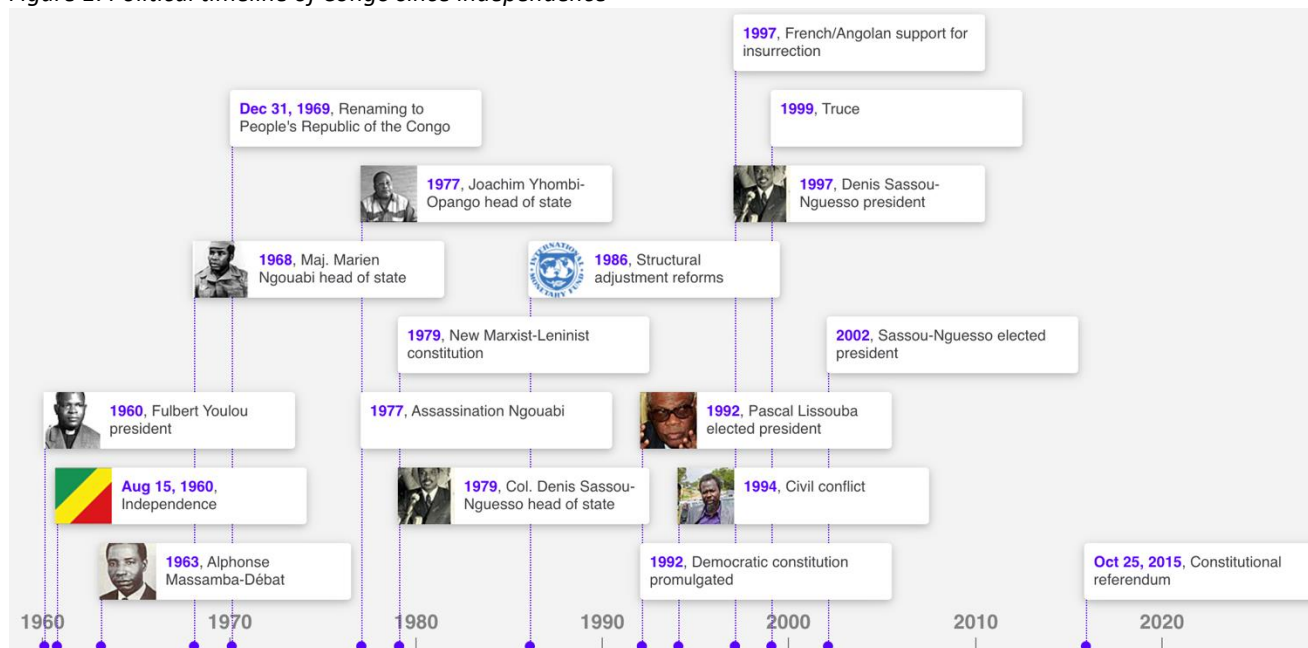 Figure 1: Political timeline of Congo since independence
1997, French/Angolan support for
insurrection
Dec 31, 1969, Renaming to
People's Republic of the Congo
1999, Truce
1977, Joachim Yhombi-
Opango head of state
1997, Denis Sassou-
Nguesso president
1968, Maj. Marien
Ngouabi head of state
INTERNATIONAL
MONETARY FUND
1986, Structural
adjustment reforms
1979, New Marxist-Leninist
constitution
2002, Sassou-Nguesso elected
president
1960, Fulbert Youlou
president
1977, Assassination Ngouabi
1992, Pascal Lissouba
elected president
Aug 15, 1960,
Independence
1979, Col. Denis Sassou-
Nguesso head of state
1994, Civil conflict
1963, Alphonse
Massamba-Débat
1992, Democratic constitution
promulgated
Oct 25, 2015, Constitutional
referendum
1960 1970 1980 1990 2000 2010 2020